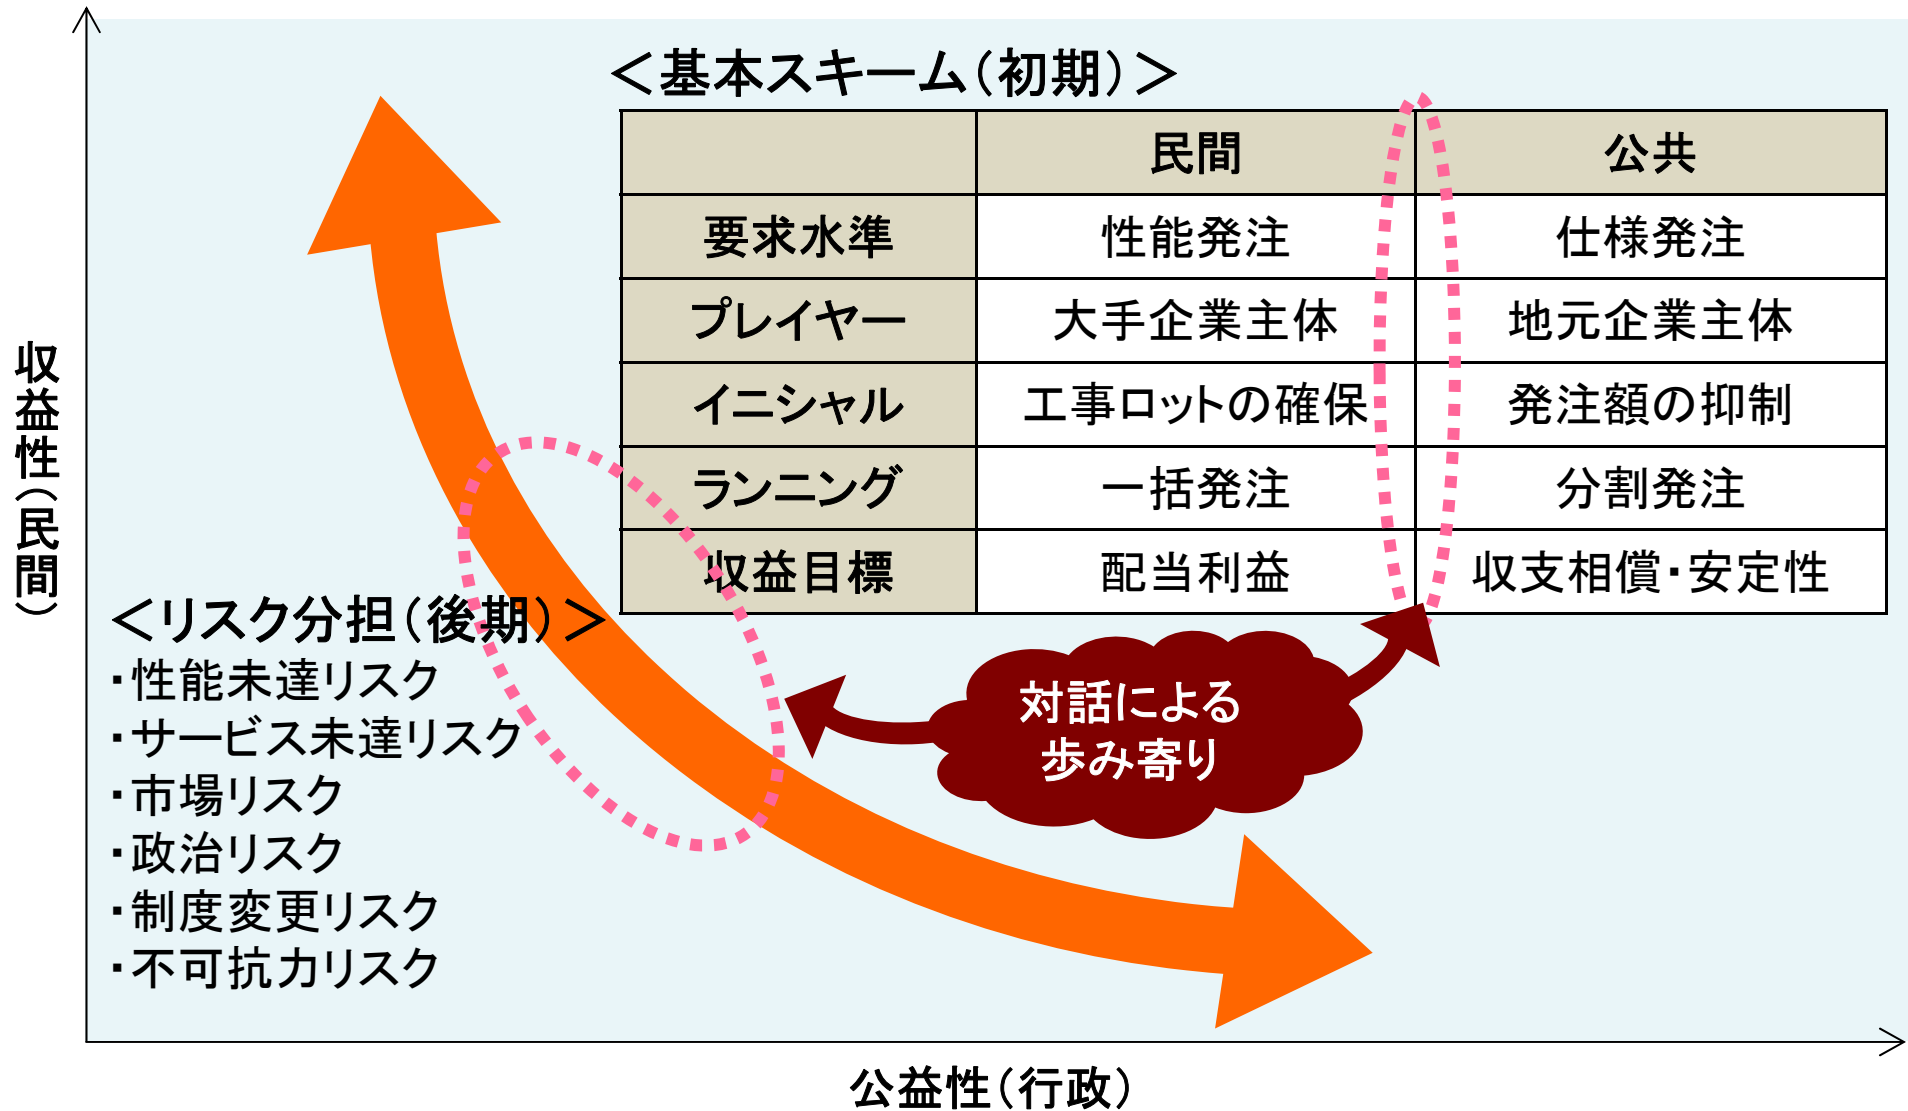 ＜基本スキーム（初期）＞
民間 公共
要求水準 性能発注 仕様発注
プレイヤー 大手企業主体 地元企業主体
イニシャル 工事ロットの確保 発注額の抑制
ランニング 一括発注 分割発注
収益目標 配当利益 収支相償・安定性
収益性（民間）
＜リスク分担（後期）＞
・性能未達リスク
・サービス未達リスク
・市場リスク
・政治リスク
・制度変更リスク
・不可抗力リスク
対話による
歩み寄り
公益性（行政）